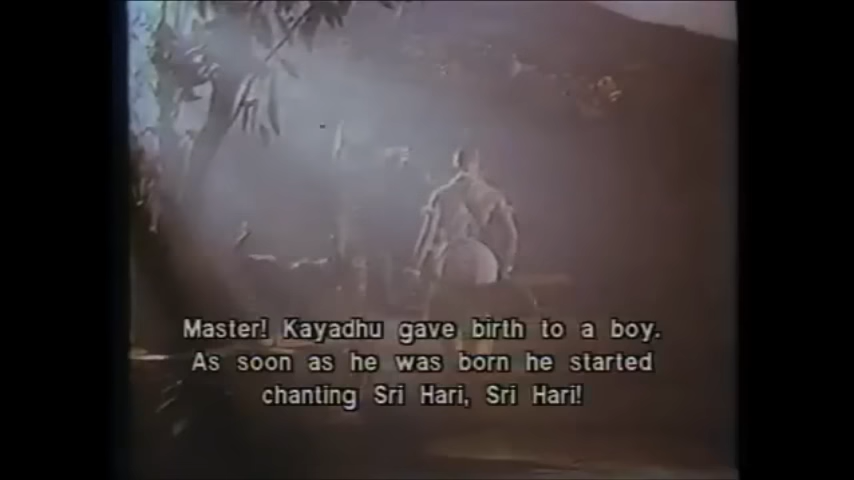 Master! Kayadhu gave birth to a boy.
As soon as he was born he started
chanting Sri Hari, Sri Hari!